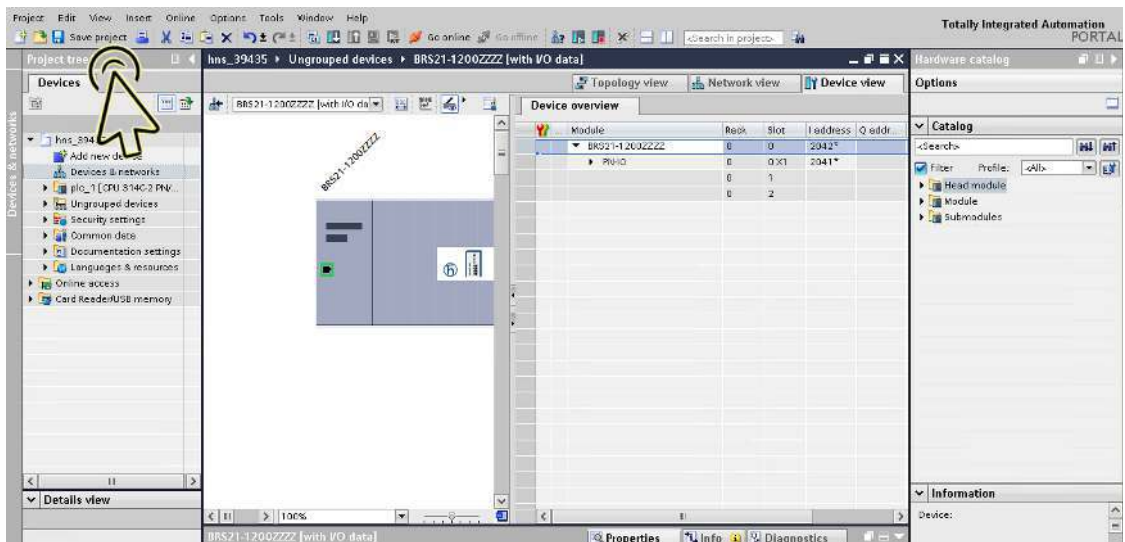 Project Edit View Insert Online Options Tools Window Help
Totally Integrated Automation
PORTAL
Save project Go online Go offline <Search in project>
Project tree
hns_39435 Ungrouped devices BRS21-1200ZZZZ [with I/O data]
Hardware catalog
Devices
Topology view Network view Device view
Options
BRS21-1200ZZZZ [with I/O da
Device overview
Module Rack Slot I address Q addr...
Catalog
<Search>
BRS21-1200ZZZZ 0 0 2042*
PN-IO 0 0 X1 2041*
0 1
0 2
Filter Profile: <All>
Head module
Module
Submodules
Devices & networks
Add new
Devices & networks
plc_1 [CPU 314C-2 PN/...
Ungrouped devices
Security settings
Common data
Documentation settings
Languages & resources
Online access
Card Reader/USB memory
BRS21-1200ZZZZ
Details view
100%
Information
Device:
BRS21-1200ZZZZ [with I/O data]
Properties Info Diagnostics